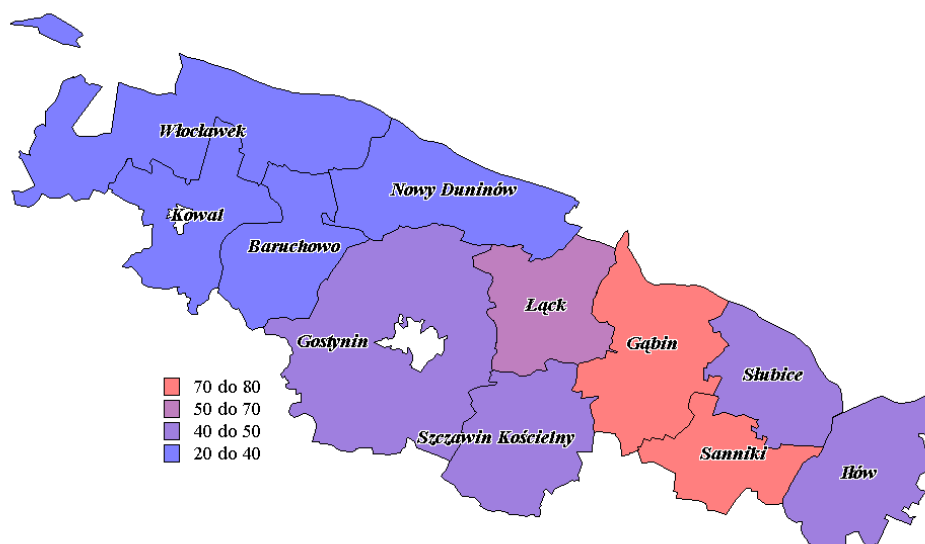 Włocławek
Nowy Duninów
Kowal
Baruchowo
Łąck
Gostynin
Gąbin
Słubice
70 do 80
50 do 70
40 do 50
20 do 40
Szczawin Kościelny
Sanniki
Iłów